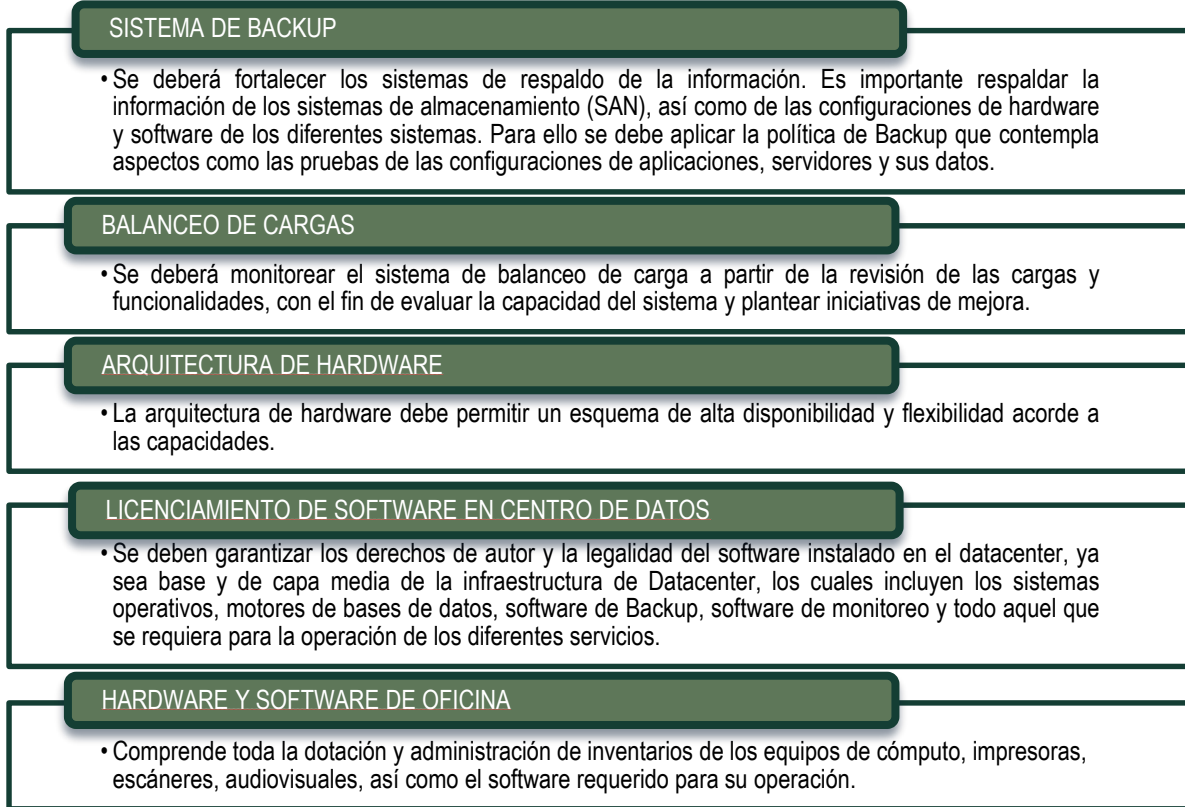 SISTEMA DE BACKUP
• Se deberá fortalecer los sistemas de respaldo de la información. Es importante respaldar la
información de los sistemas de almacenamiento (SAN), así como de las configuraciones de hardware
y software de los diferentes sistemas. Para ello se debe aplicar la política de Backup que contempla
aspectos como las pruebas de las configuraciones de aplicaciones, servidores y sus datos.
BALANCEO DE CARGAS
• Se deberá monitorear el sistema de balanceo de carga a partir de la revisión de las cargas y
funcionalidades, con el fin de evaluar la capacidad del sistema y plantear iniciativas de mejora.
ARQUITECTURA DE HARDWARE
• La arquitectura de hardware debe permitir un esquema de alta disponibilidad y flexibilidad acorde a
las capacidades.
LICENCIAMIENTO DE SOFTWARE EN CENTRO DE DATOS
• Se deben garantizar los derechos de autor y la legalidad del software instalado en el datacenter, ya
sea base y de capa media de la infraestructura de Datacenter, los cuales incluyen los sistemas
operativos, motores de bases de datos, software de Backup, software de monitoreo y todo aquel que
se requiera para la operación de los diferentes servicios.
HARDWARE Y SOFTWARE DE OFICINA
• Comprende toda la dotación y administración de inventarios de los equipos de cómputo, impresoras,
escáneres, audiovisuales, así como el software requerido para su operación.